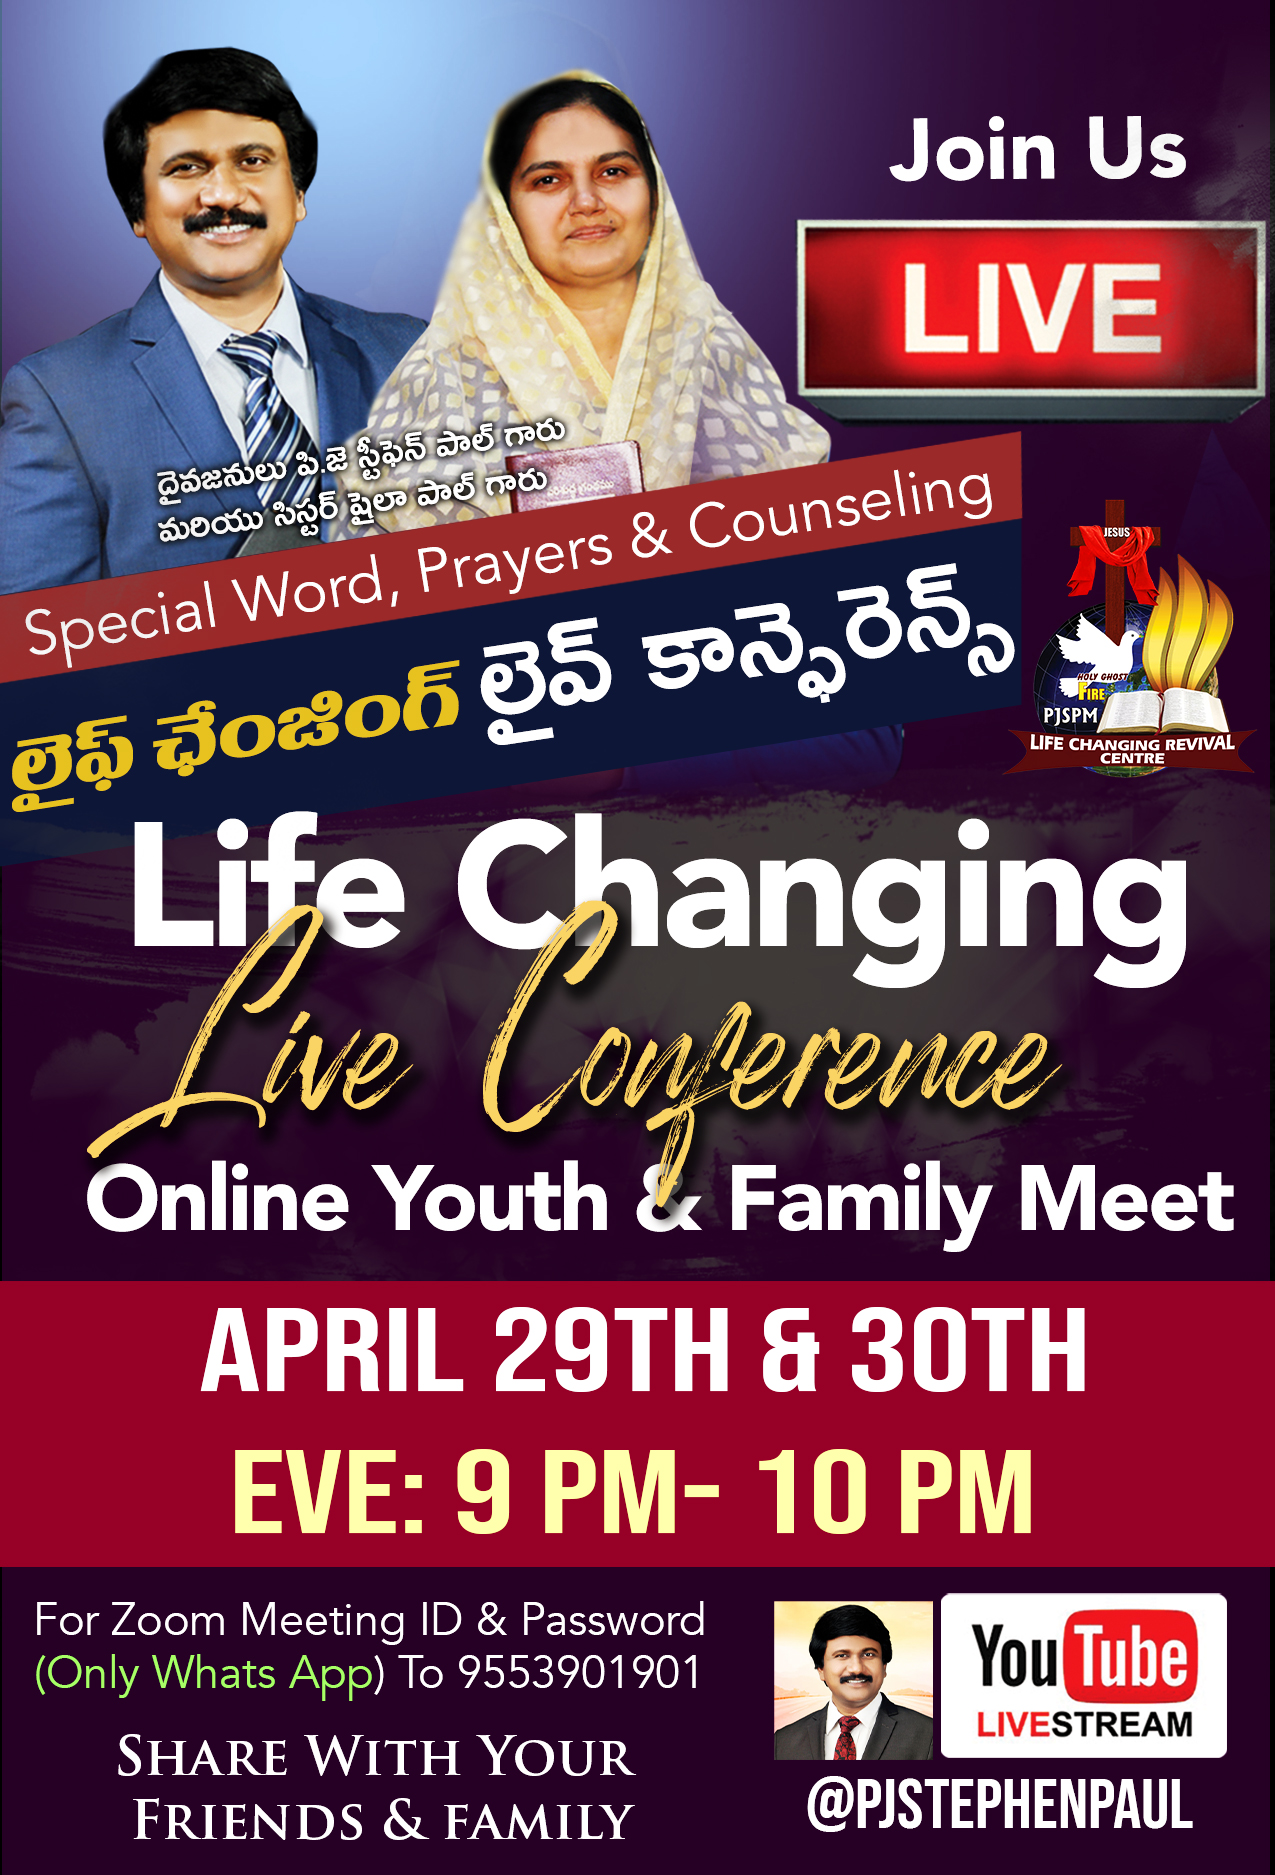 Join Us
LIVE
దైవజనులు పి.జె స్టీఫెన్ పాల్ గారు
మరియు సిస్టర్ షైలా పాల్ గారు
Special Word, Prayers & Counseling
లైఫ్ ఛేంజింగ్ లైవ్ కాన్ఫెరెన్స్
JESUS
HOLY GHOST
FIRE
PJSPM
LIFE CHANGING REVIVAL
CENTRE
Life Changing
Live Conference
Online Youth & Family Meet
APRIL 29TH & 30TH
EVE: 9 PM- 10 PM
For Zoom Meeting ID & Password
(Only Whats App) To 9553901901
SHARE WITH YOUR
FRIENDS & FAMILY
YouTube
LIVESTREAM
@PJSTEPHENPAUL